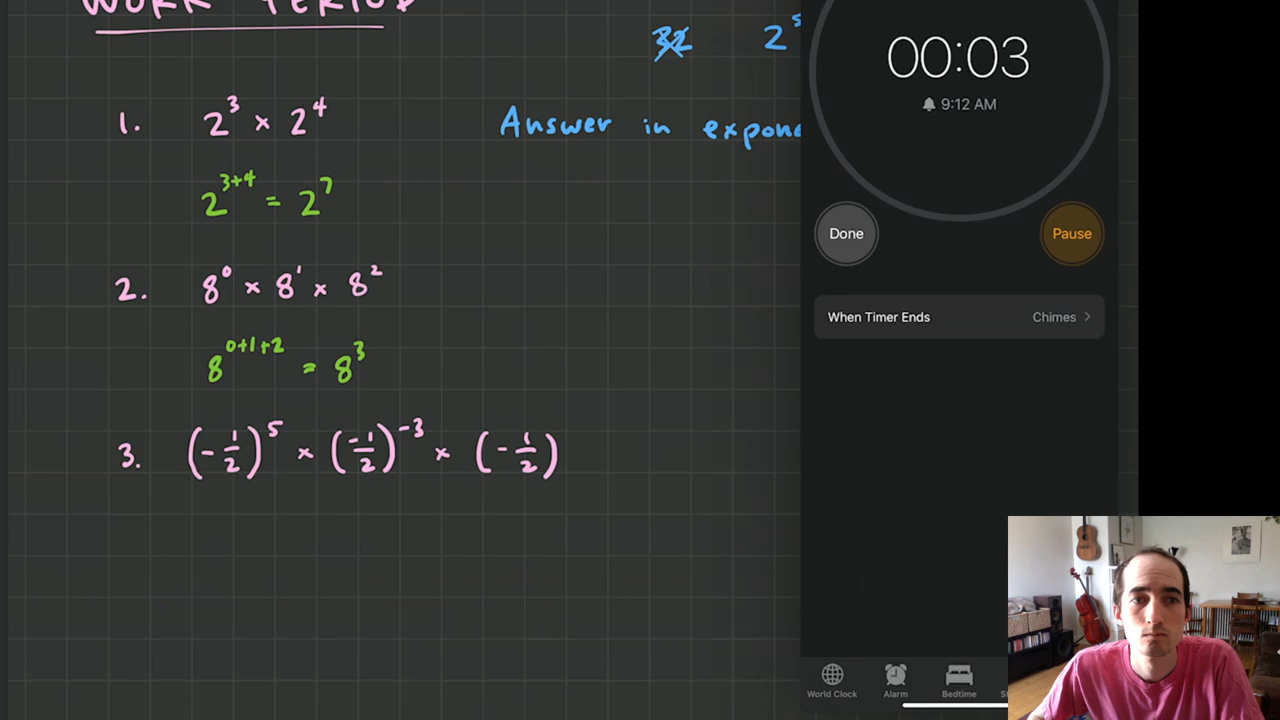 WORK PERIOD
2⁵
1. 2³ × 2⁴
Answer in expone
2³⁺⁴ = 2⁷
2. 8⁰ × 8¹ × 8²
8⁰⁺¹⁺² = 8³
3. (-1/2)⁵ × (-1/2)⁻³ × (-1/2)
00:03
9:12 AM
Done
Pause
When Timer Ends
Chimes
World Clock
Alarm
Bedtime